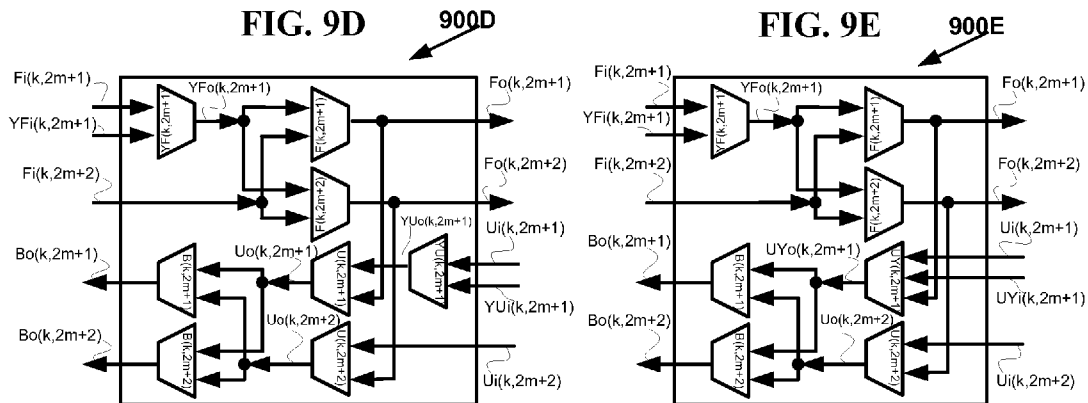 FIG. 9D
900D
Fi(k,2m+1)
YFi(k,2m+1)
Fi(k,2m+2)
YF(k,2m+1)
YFo(k,2m+1)
F(k,2m+1)
F(k,2m+2)
Fo(k,2m+1)
Fo(k,2m+2)
YUo(k,2m+1)
Ui(k,2m+1)
Uo(k,2m+1)
U(k,2m+1)
YU(k,2m+1)
YUi(k,2m+1)
Bo(k,2m+1)
B(k,2m+1)
Bo(k,2m+2)
B(k,2m+2)
Uo(k,2m+2)
U(k,2m+2)
Ui(k,2m+2)
FIG. 9E
900E
Fi(k,2m+1)
YFi(k,2m+1)
Fi(k,2m+2)
YF(k,2m+1)
YFo(k,2m+1)
F(k,2m+1)
F(k,2m+2)
Fo(k,2m+1)
Fo(k,2m+2)
Ui(k,2m+1)
UYo(k,2m+1)
UY(k,2m+1)
UYi(k,2m+1)
Bo(k,2m+1)
B(k,2m+1)
Bo(k,2m+2)
B(k,2m+2)
Uo(k,2m+2)
U(k,2m+2)
Ui(k,2m+2)